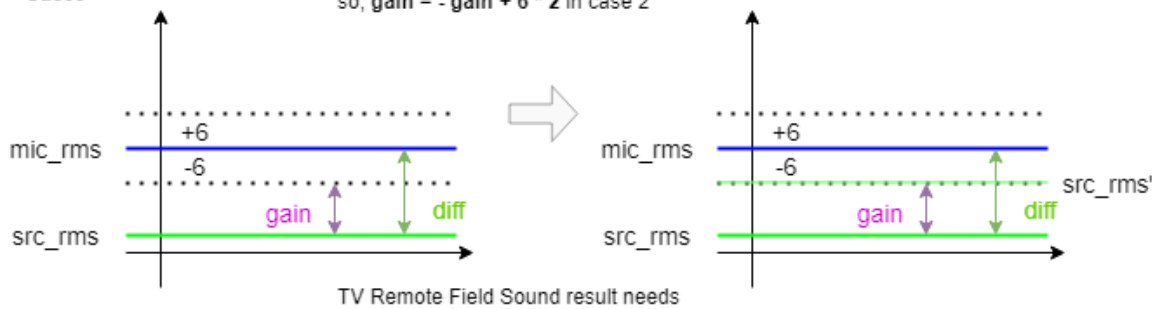 so, gain = - gain + 6 * 2 in case 2
+6
+6
mic_rms
mic_rms
-6
-6
src_rms'
gain
diff
gain
diff
src_rms
src_rms
TV Remote Field Sound result needs